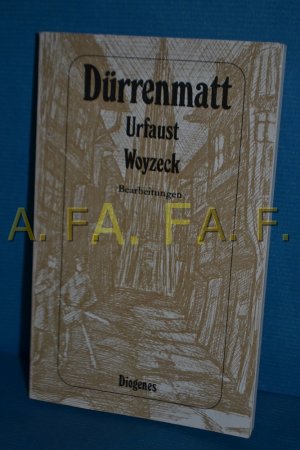 Dürrenmatt
Urfaust
Woyzeck
Bearbeitungen
A. FA. FA. F.
Diogenes